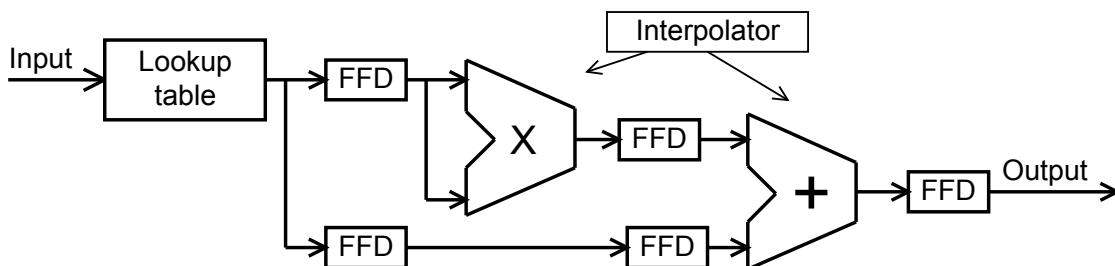 Interpolator
Input
Lookup
table
FFD
X
FFD
+
FFD
Output
FFD
FFD